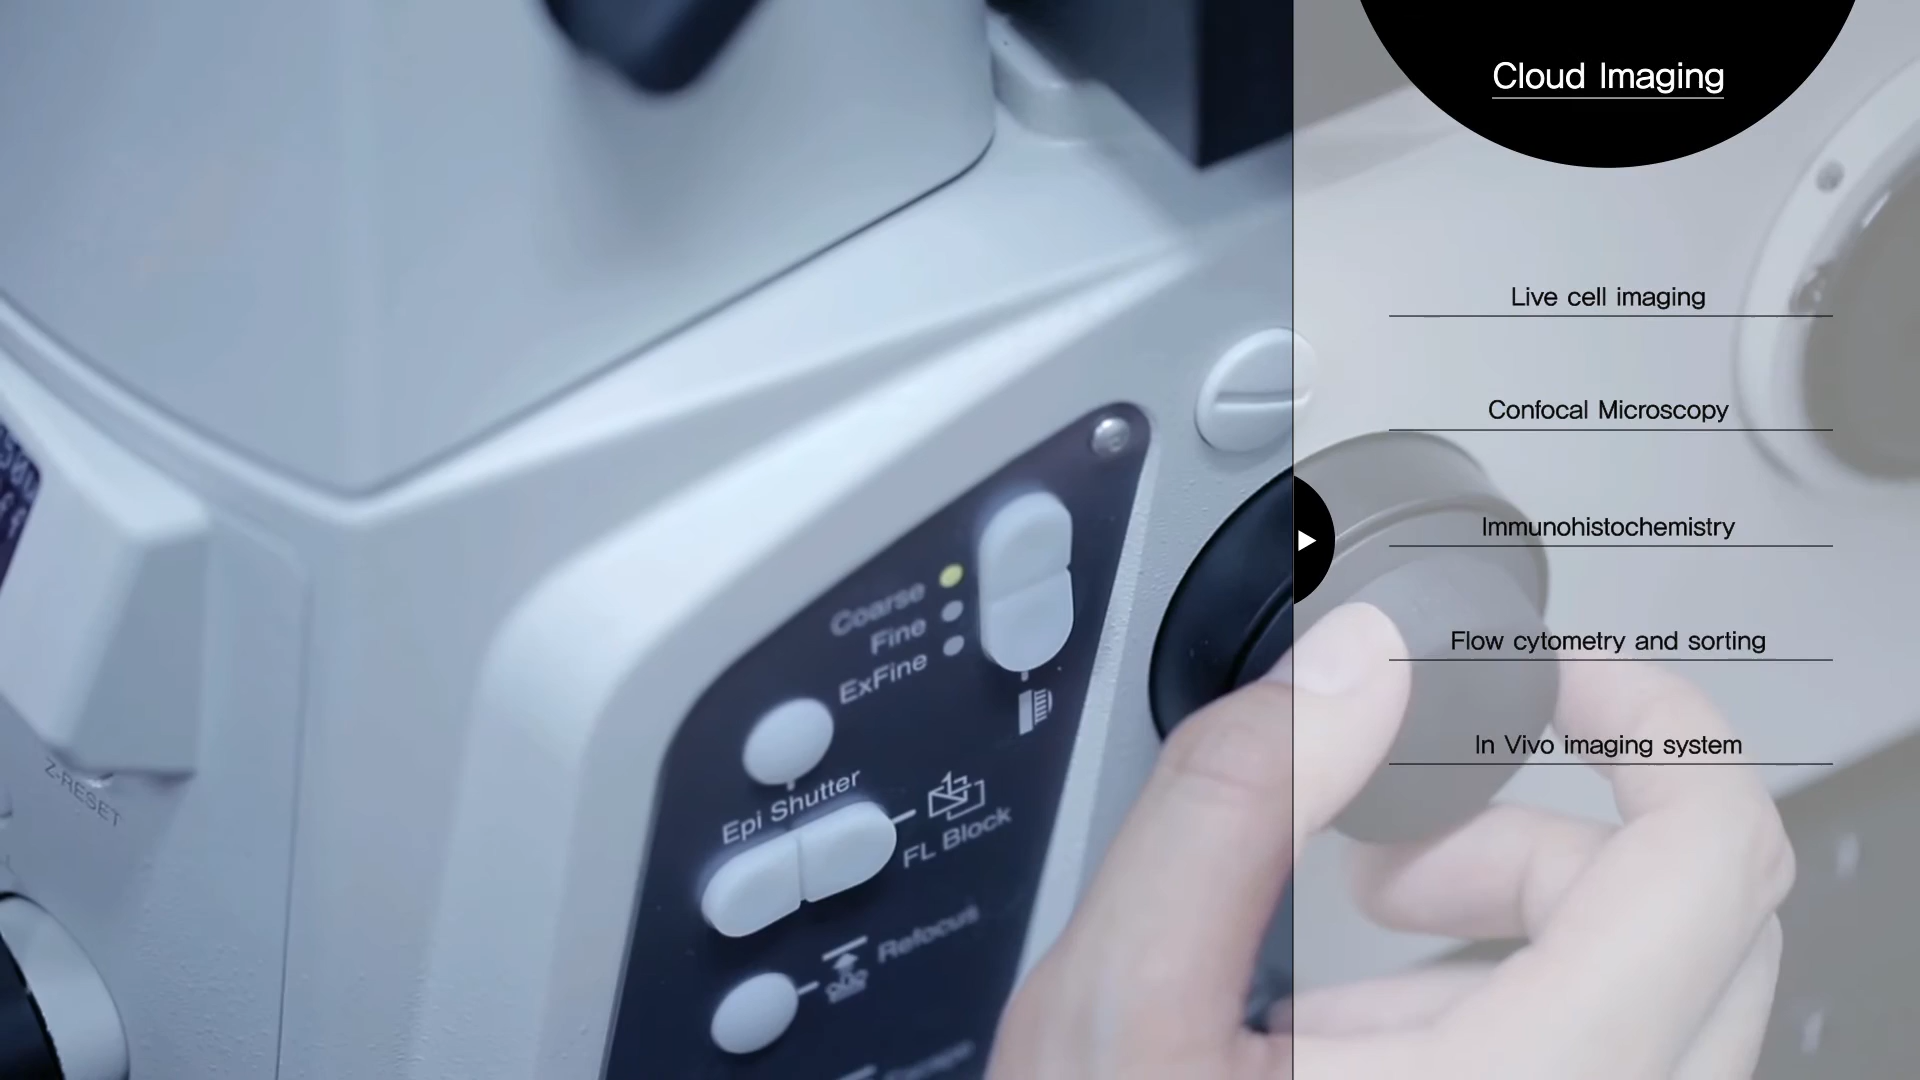 Cloud Imaging
Live cell imaging
Confocal Microscopy
Immunohistochemistry
Flow cytometry and sorting
In Vivo imaging system
Coarse
Fine
ExFine
Epi Shutter
FL Block
Refocus
Z-RESET